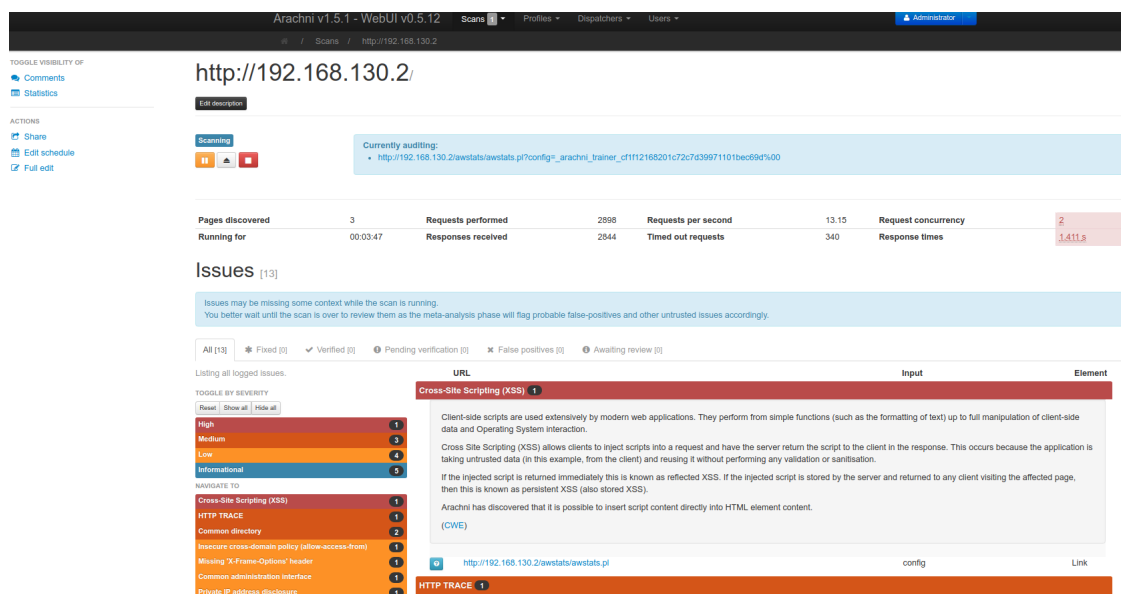 Arachni v1.5.1 - WebUI v0.5.12 Scans 1 Profiles Dispatchers Users Administrator
/ Scans / http://192.168.130.2
TOGGLE VISIBILITY OF
Comments
Statistics
ACTIONS
Share
Edit schedule
Full edit
http://192.168.130.2/
Edit description
Scanning
Currently auditing:
http://192.168.130.2/awstats/awstats.pl?config=_arachni_trainer_cf1f12168201c72c7d39971101bec69d%00
Pages discovered 3 Requests performed 2898 Requests per second 13.15 Request concurrency 2
Running for 00:03:47 Responses received 2844 Timed out requests 340 Response times 1.411 s
Issues [13]
Issues may be missing some context while the scan is running.
You better wait until the scan is over to review them as the meta-analysis phase will flag probable false-positives and other untrusted issues accordingly.
All [13] Fixed [0] Verified [0] Pending verification [0] False positives [0] Awaiting review [0]
Listing all logged issues.
TOGGLE BY SEVERITY
Reset Show all Hide all
High 1
Medium 3
Low 4
Informational 5
NAVIGATE TO
Cross-Site Scripting (XSS) 1
HTTP TRACE 1
Common directory 2
Insecure cross-domain policy (allow-access-from) 1
Missing 'X-Frame-Options' header 1
Common administration interface 1
Private IP address disclosure 1
URL Input Element
Cross-Site Scripting (XSS) 1
Client-side scripts are used extensively by modern web applications. They perform from simple functions (such as the formatting of text) up to full manipulation of client-side
data and Operating System interaction.
Cross Site Scripting (XSS) allows clients to inject scripts into a request and have the server return the script to the client in the response. This occurs because the application is
taking untrusted data (in this example, from the client) and reusing it without performing any validation or sanitisation.
If the injected script is returned immediately this is known as reflected XSS. If the injected script is stored by the server and returned to any client visiting the affected page,
then this is known as persistent XSS (also stored XSS).
Arachni has discovered that it is possible to insert script content directly into HTML element content.
(CWE)
http://192.168.130.2/awstats/awstats.pl config Link
HTTP TRACE 1